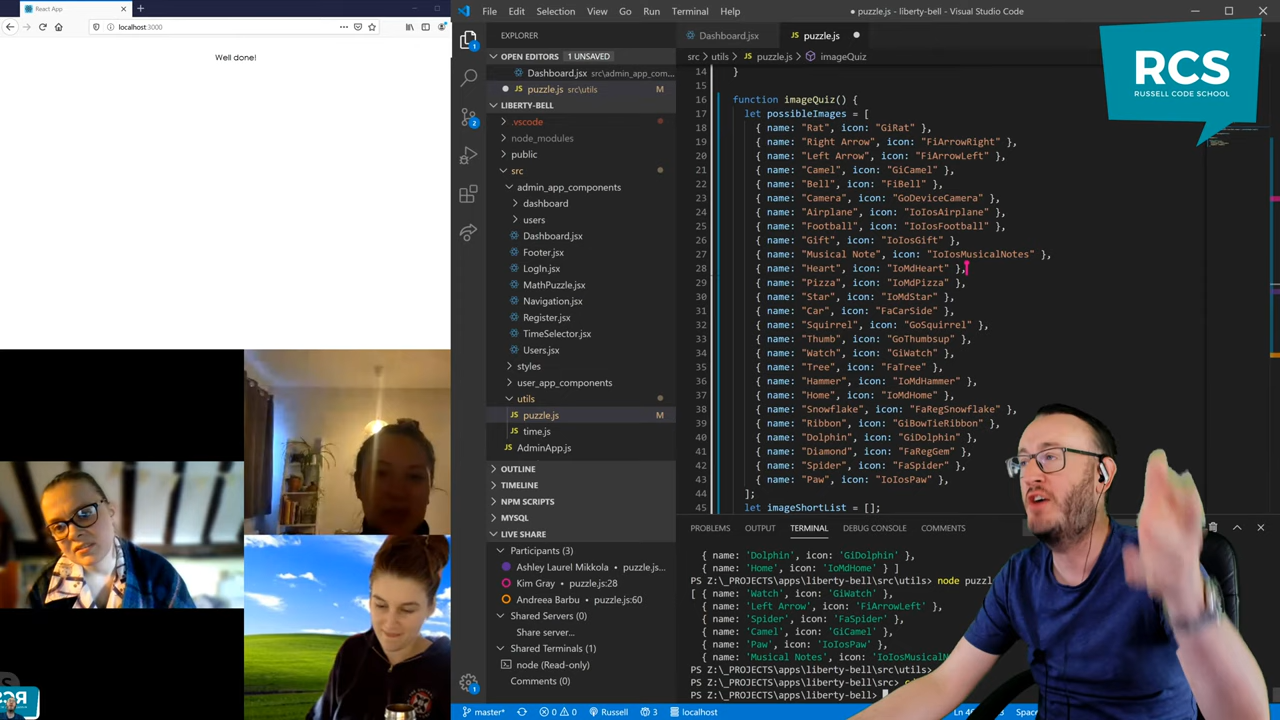 React App
localhost:3000
Well done!
File Edit Selection View Go Run Terminal Help
● puzzle.js - liberty-bell - Visual Studio Code
EXPLORER
OPEN EDITORS 1 UNSAVED
Dashboard.jsx src\admin_app_com...
puzzle.js src\utils M
LIBERTY-BELL
.vscode
node_modules
public
src
admin_app_components
dashboard
users
Dashboard.jsx
Footer.jsx
LogIn.jsx
MathPuzzle.jsx
Navigation.jsx
Register.jsx
TimeSelector.jsx
Users.jsx
styles
user_app_components
utils
puzzle.js M
time.js
AdminApp.js
OUTLINE
TIMELINE
NPM SCRIPTS
MYSQL
LIVE SHARE
Participants (3)
Ashley Laurel Mikkola • puzzle.js...
Kim Gray • puzzle.js:28
Andreea Barbu • puzzle.js:60
Shared Servers (0)
Share server...
Shared Terminals (1)
node (Read-only)
Comments (0)
Dashboard.jsx puzzle.js
src > utils > puzzle.js > imageQuiz
14 }
15
16 function imageQuiz() {
17 let possibleImages = [
18 { name: "Rat", icon: "GiRat" },
19 { name: "Right Arrow", icon: "FiArrowRight" },
20 { name: "Left Arrow", icon: "FiArrowLeft" },
21 { name: "Camel", icon: "GiCamel" },
22 { name: "Bell", icon: "FiBell" },
23 { name: "Camera", icon: "GoDeviceCamera" },
24 { name: "Airplane", icon: "IoIosAirplane" },
25 { name: "Football", icon: "IoIosFootball" },
26 { name: "Gift", icon: "IoIosGift" },
27 { name: "Musical Note", icon: "IoIosMusicalNotes" },
28 { name: "Heart", icon: "IoMdHeart" },
29 { name: "Pizza", icon: "IoMdPizza" },
30 { name: "Star", icon: "IoMdStar" },
31 { name: "Car", icon: "FaCarSide" },
32 { name: "Squirrel", icon: "GoSquirrel" },
33 { name: "Thumb", icon: "GoThumbsup" },
34 { name: "Watch", icon: "GiWatch" },
35 { name: "Tree", icon: "FaTree" },
36 { name: "Hammer", icon: "IoMdHammer" },
37 { name: "Home", icon: "IoMdHome" },
38 { name: "Snowflake", icon: "FaRegSnowflake" },
39 { name: "Ribbon", icon: "GiBowTieRibbon" },
40 { name: "Dolphin", icon: "GiDolphin" },
41 { name: "Diamond", icon: "FaRegGem" },
42 { name: "Spider", icon: "FaSpider" },
43 { name: "Paw", icon: "IoIosPaw" },
44 ];
45 let imageShortList = [];
PROBLEMS OUTPUT TERMINAL DEBUG CONSOLE COMMENTS
{ name: 'Dolphin', icon: 'GiDolphin' },
{ name: 'Home', icon: 'IoMdHome' } ]
PS Z:\_PROJECTS\apps\liberty-bell\src\utils> node puzzl
[ { name: 'Watch', icon: 'GiWatch' },
{ name: 'Left Arrow', icon: 'FiArrowLeft' },
{ name: 'Spider', icon: 'FaSpider' },
{ name: 'Camel', icon: 'GiCamel' },
{ name: 'Paw', icon: 'IoIosPaw' },
{ name: 'Musical Notes', icon: 'IoIosMusicalN
PS Z:\_PROJECTS\apps\liberty-bell\src\utils>
PS Z:\_PROJECTS\apps\liberty-bell\src>
PS Z:\_PROJECTS\apps\liberty-bell>
master* 0 0 Russell 3 localhost
RCS
RUSSELL CODE SCHOOL